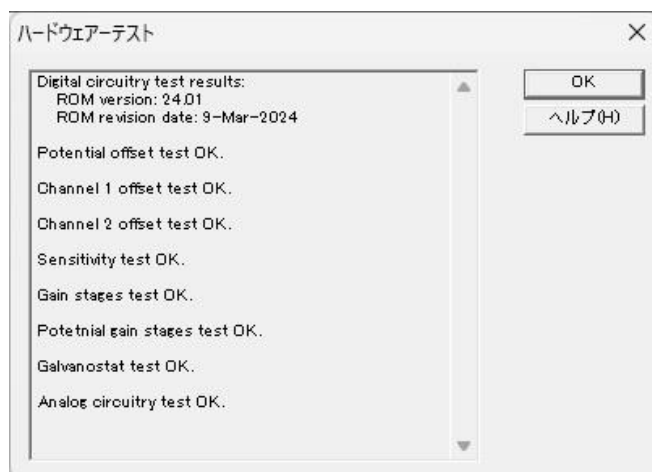 ハードウェアーテスト
Digital circuitry test results:
ROM version: 24.01
ROM revision date: 9-Mar-2024
Potential offset test OK.
Channel 1 offset test OK.
Channel 2 offset test OK.
Sensitivity test OK.
Gain stages test OK.
Potetnial gain stages test OK.
Galvanostat test OK.
Analog circuitry test OK.
OK
ヘルプ(H)